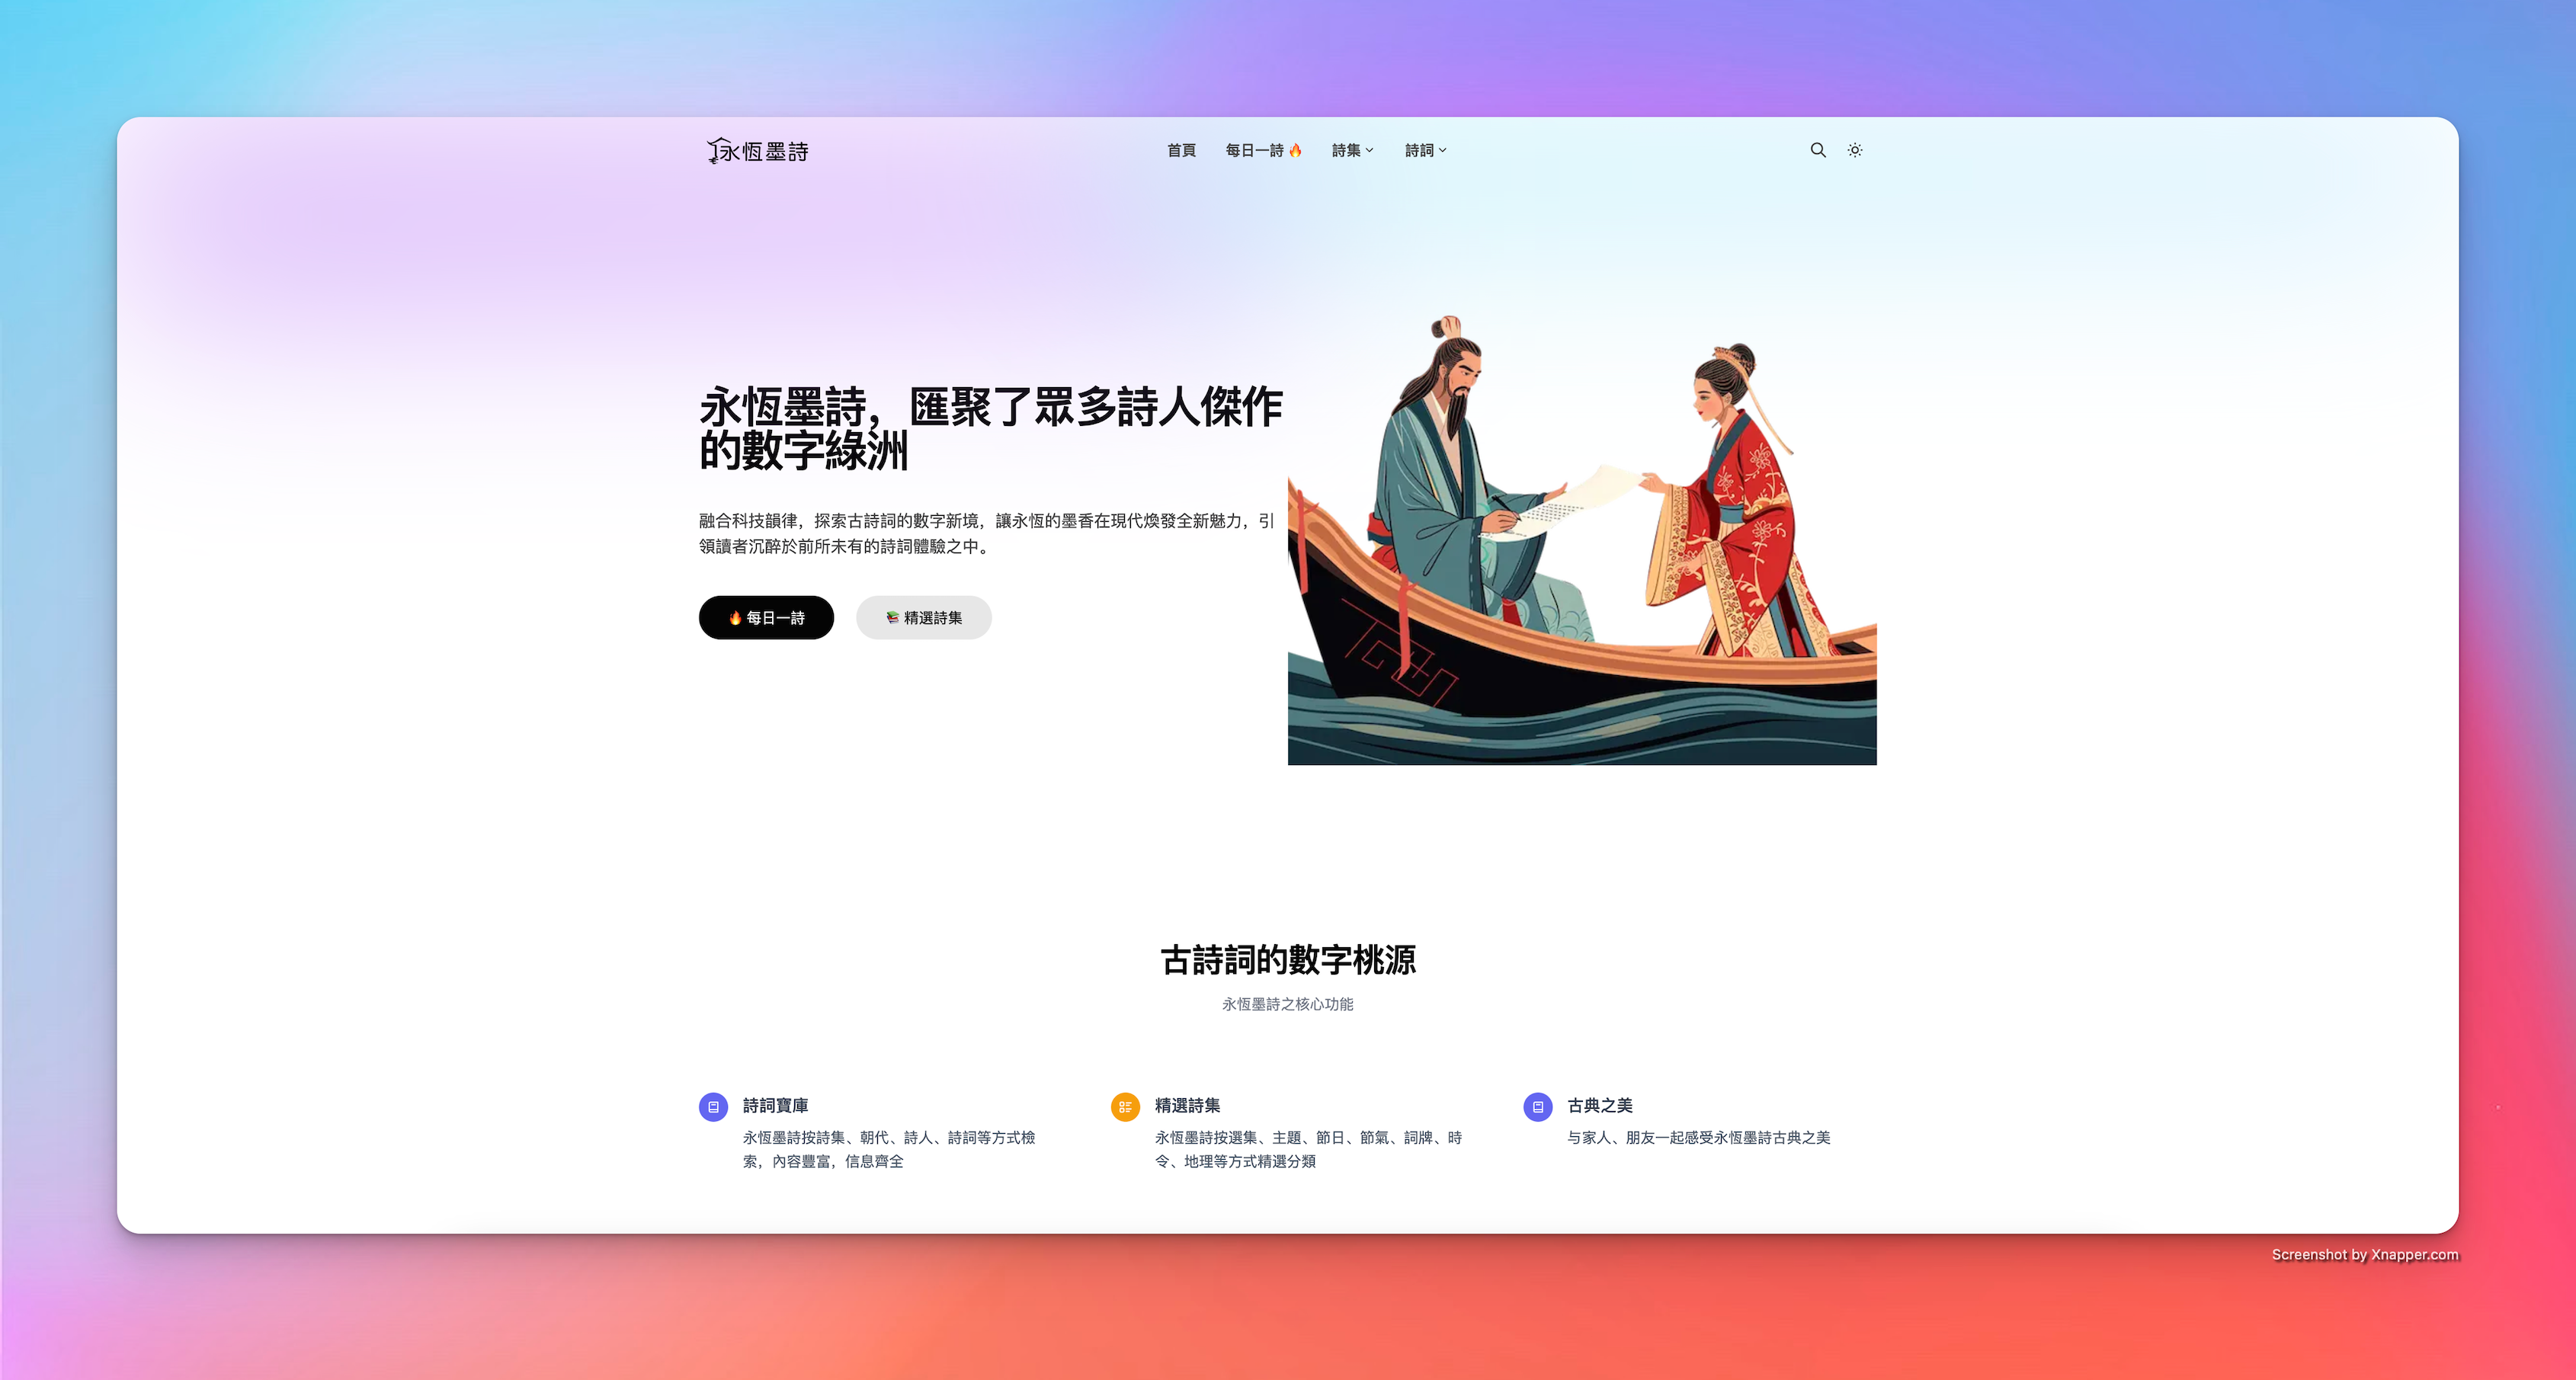 永恆墨詩
首頁
每日一詩🔥
詩集
詩詞
永恆墨詩，匯聚了眾多詩人傑作
的數字綠洲
融合科技韻律，探索古詩詞的數字新境，讓永恆的墨香在現代煥發全新魅力，引
領讀者沉醉於前所未有的詩詞體驗之中。
🔥 每日一詩
📚 精選詩集
古詩詞的數字桃源
永恆墨詩之核心功能
詩詞寶庫
永恆墨詩按詩集、朝代、詩人、詩詞等方式檢
索，內容豐富，信息齊全
精選詩集
永恆墨詩按選集、主題、節日、節氣、詞牌、時
令、地理等方式精選分類
古典之美
与家人、朋友一起感受永恆墨詩古典之美
Screenshot by Xnapper.com